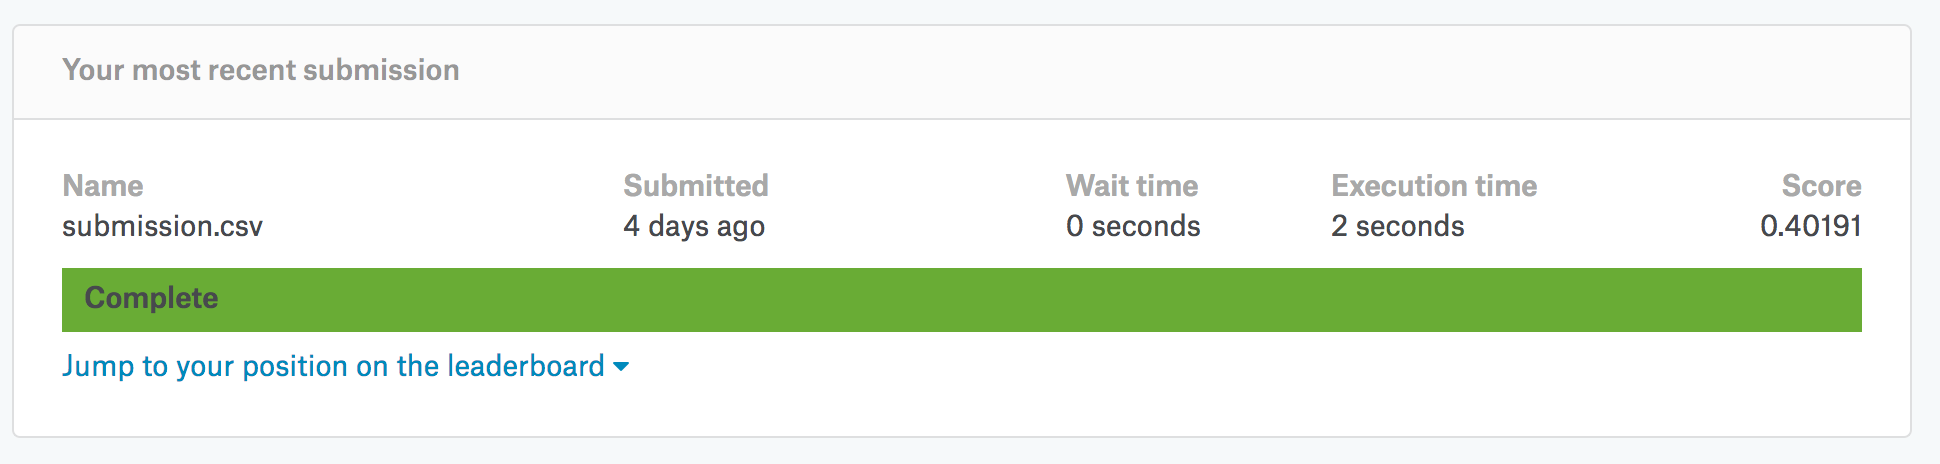 Your most recent submission
Name Submitted Wait time Execution time Score
submission.csv 4 days ago 0 seconds 2 seconds 0.40191
Complete
Jump to your position on the leaderboard